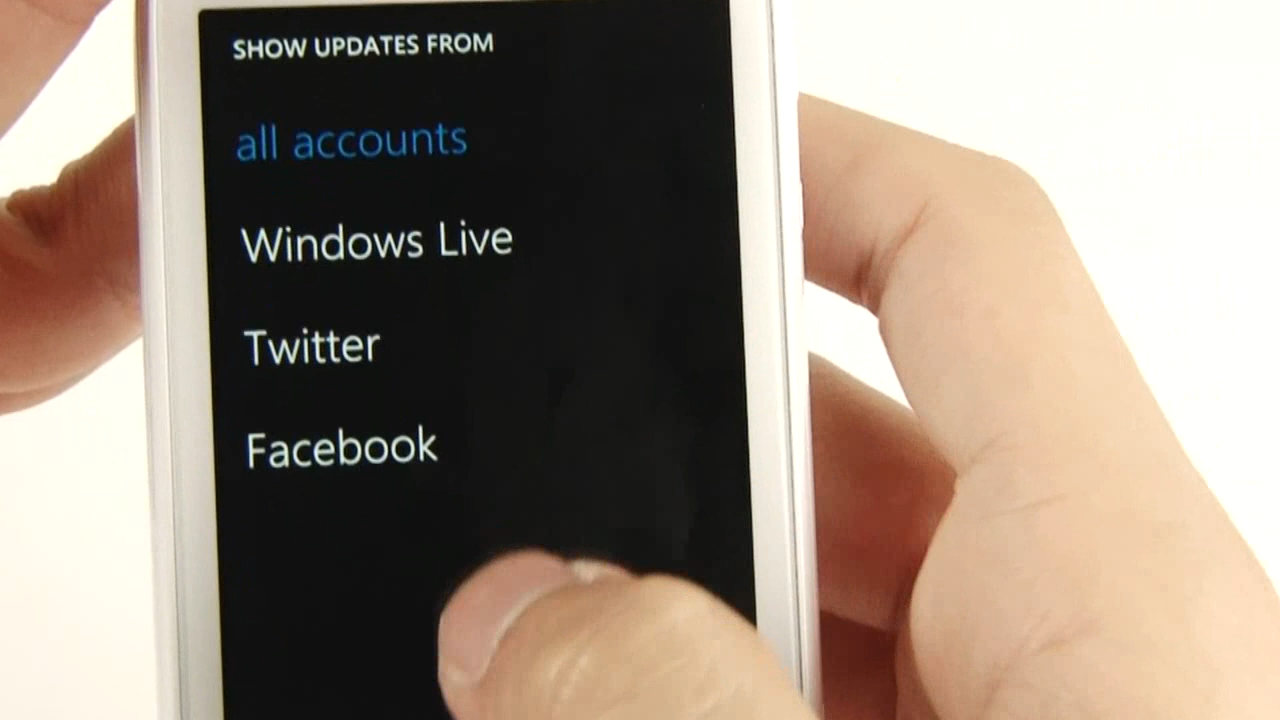 SHOW UPDATES FROM
all accounts
Windows Live
Twitter
Facebook